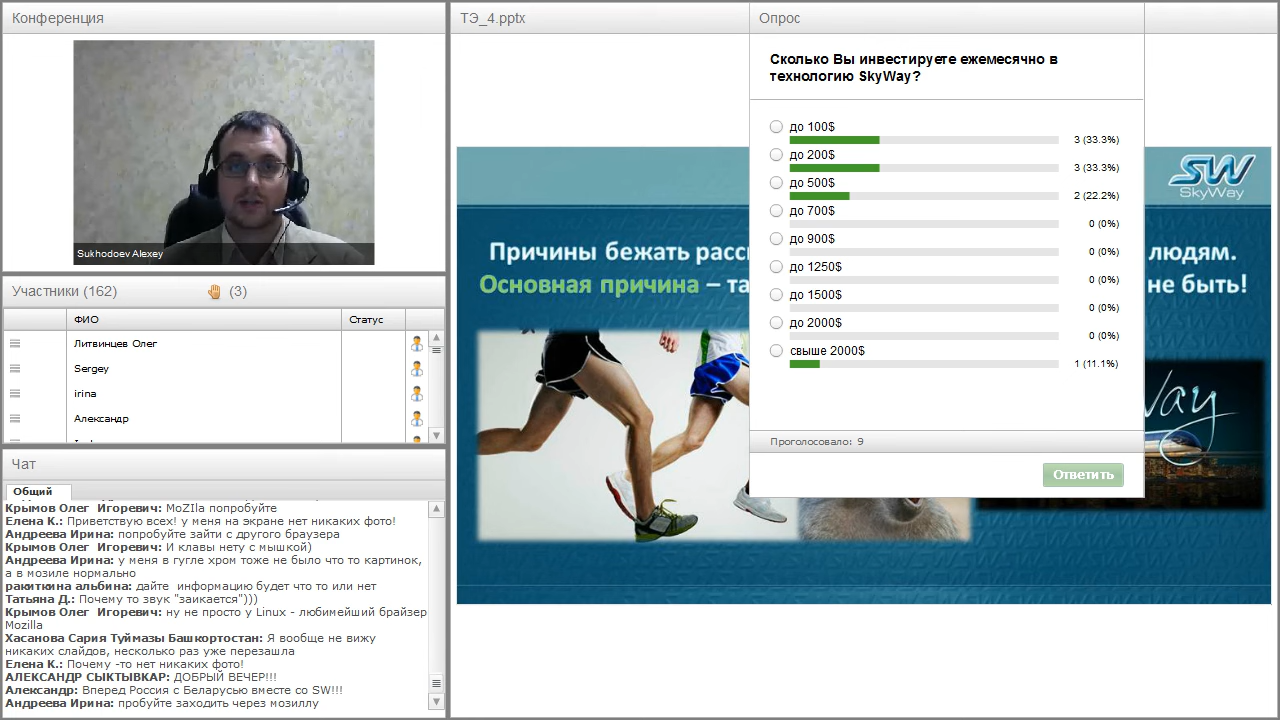 Конференция
Sukhodoev Alexey
Участники (162)
(3)
ФИО
Статус
Литвинцев Олег
Sergey
irina
Александр
Чат
Общий
Крымов Олег  Игоревич: MoZIla попробуйте
Елена К.: Приветствую всех! у меня на экране нет никаких фото!
Андреева Ирина: попробуйте зайти с другого браузера
Крымов Олег  Игоревич: И клавы нету с мышкой)
Андреева Ирина: у меня в гугле хром тоже не было что то картинок,
а в мозиле нормально
ракиткина альбина: дайте  информацию будет что то или нет
Татьяна Д.: Почему то звук "заикается")))
Крымов Олег  Игоревич: ну не просто у Linux - любимейший брайзер
Mozilla
Хасанова Сария Туймазы Башкортостан: Я вообще не вижу
никаких слайдов, несколько раз уже перезашла
Елена К.: Почему -то нет никаких фото!
АЛЕКСАНДР СЫКТЫВКАР: ДОБРЫЙ ВЕЧЕР!!!
Александр: Вперед Россия с Беларусью вместе со SW!!!
Андреева Ирина: пробуйте заходить через мозиллу
ТЭ_4.pptx
SW
SkyWay
Причины бежать расс
людям.
Основная причина – та
не быть!
way
Опрос
Сколько Вы инвестируете ежемесячно в
технологию SkyWay?
до 100$
3 (33.3%)
до 200$
3 (33.3%)
до 500$
2 (22.2%)
до 700$
0 (0%)
до 900$
0 (0%)
до 1250$
0 (0%)
до 1500$
0 (0%)
до 2000$
0 (0%)
свыше 2000$
1 (11.1%)
Проголосовало: 9
Ответить